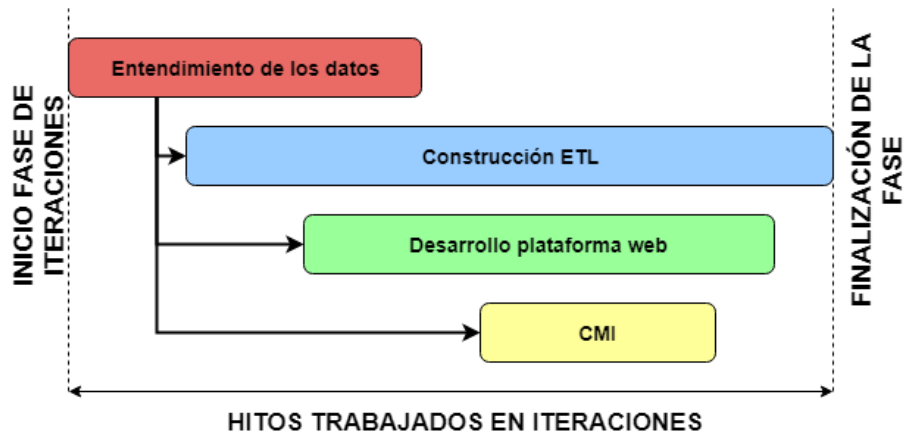 INICIO FASE DE
ITERACIONES
Entendimiento de los datos
Construcción ETL
Desarrollo plataforma web
CMI
FINALIZACIÓN DE LA
FASE
HITOS TRABAJADOS EN ITERACIONES